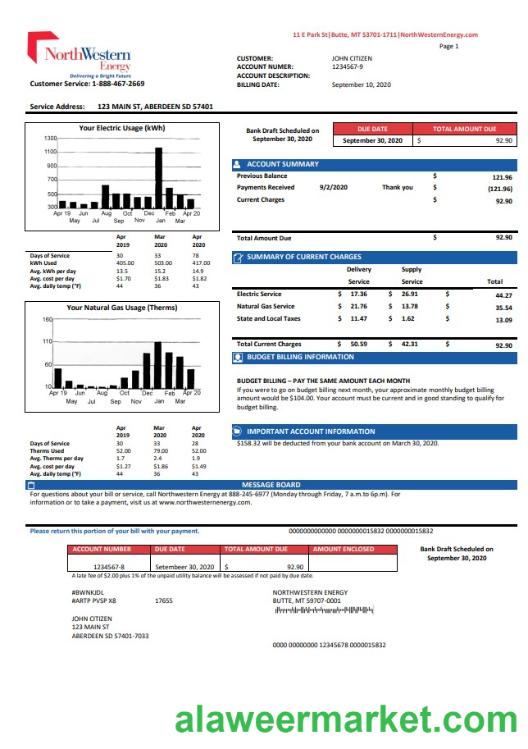 11 E Park St|Butte, MT 53701-1711|NorthWesternEnergy.com
Page 1
NorthWestern
Energy
Delivering a Bright Future
Customer Service: 1-888-467-2669
CUSTOMER: JOHN CITIZEN
ACCOUNT NUMER: 1234567-9
ACCOUNT DESCRIPTION:
BILLING DATE: September 10, 2020
Service Address: 123 MAIN ST, ABERDEEN SD 57401
Your Electric Usage (kWh)
1300
1100
900
700
500
300
Apr 19 Jun Aug Oct Dec Feb Apr 20
May Jul Sep Nov Jan Mar
Apr 2019 Mar 2020 Apr 2020
Days of Service 30 33 78
kWh Used 405.00 503.00 417.00
Avg. kWh per day 13.5 15.2 14.9
Avg. cost per day $1.70 $1.83 $1.82
Avg. daily temp (°F) 44 36 43
Your Natural Gas Usage (Therms)
160
110
60
10
Apr 19 Jun Aug Oct Dec Feb Apr 20
May Jul Sep Nov Jan Mar
Apr 2019 Mar 2020 Apr 2020
Days of Service 30 33 28
Therms Used 52.00 79.00 52.00
Avg. Therms per day 1.7 2.4 1.9
Avg. cost per day $1.27 $1.86 $1.49
Avg. daily temp (°F) 44 36 43
Bank Draft Scheduled on
September 30, 2020
DUE DATE TOTAL AMOUNT DUE
September 30, 2020 $ 92.90
ACCOUNT SUMMARY
Previous Balance $ 121.96
Payments Received 9/2/2020 Thank you $ (121.96)
Current Charges $ 92.90
Total Amount Due $ 92.90
SUMMARY OF CURRENT CHARGES
Delivery Supply
Service Service Total
Electric Service $ 17.36 $ 26.91 44.27
Natural Gas Service $ 21.76 $ 13.78 35.54
State and Local Taxes $ 11.47 $ 1.62 13.09
Total Current Charges $ 50.59 $ 42.31 92.90
BUDGET BILLING INFORMATION
BUDGET BILLING – PAY THE SAME AMOUNT EACH MONTH
If you were to go on budget billing next month, your approximate monthly budget billing
amount would be $104.00. Your account must be current and in good standing to qualify for
budget billing.
IMPORTANT ACCOUNT INFORMATION
$158.32 will be deducted from your bank account on March 30, 2020.
MESSAGE BOARD
For questions about your bill or service, call Northwestern Energy at 888-245-6977 (Monday through Friday, 7 a.m.to 6p.m). For
information or to take a payment, visit us at www.northwesternenergy.com.
Please return this portion of your bill with your payment. 000000000000 0000000015832 0000000015832
ACCOUNT NUMBER DUE DATE TOTAL AMOUNT DUE AMOUNT ENCLOSED
1234567-8 Setember 30, 2020 $ 92.90
Bank Draft Scheduled on
September 30, 2020
A late fee of $2.00 plus 1% of the unpaid utility balance will be assessed if not paid by due date.
#BWNKJDL
#ARTP PVSP X8 17655
JOHN CITIZEN
123 MAIN ST
ABERDEEN SD 57401-7033
NORTHWESTERN ENERGY
BUTTE, MT 59707-0001
0000 00000000 12345678 0000015832
alaweermarket.com